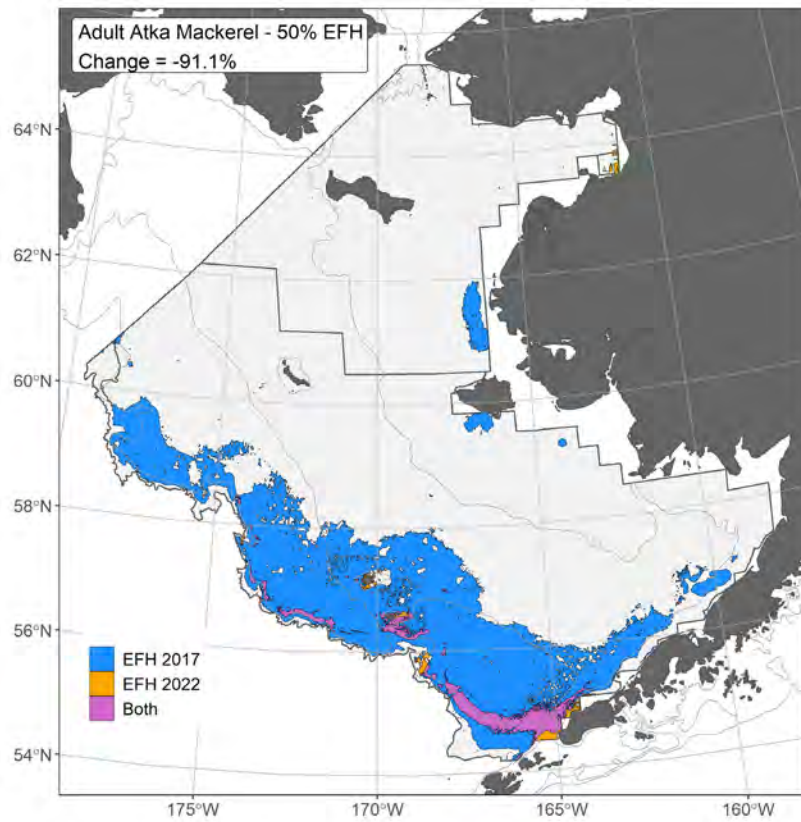 Adult Atka Mackerel - 50% EFH
Change = -91.1%
64°N
62°N
60°N
58°N
56°N
54°N
EFH 2017
EFH 2022
Both
175°W
170°W
165°W
160°W